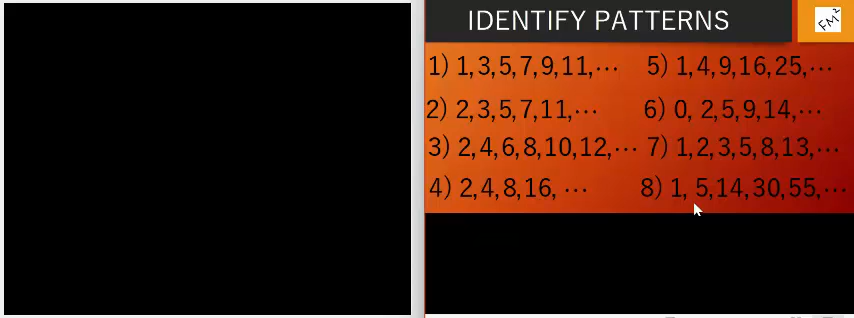 IDENTIFY PATTERNS
FM²
1) 1,3,5,7,9,11,⋯ 5) 1,4,9,16,25,⋯
2) 2,3,5,7,11,⋯ 6) 0, 2,5,9,14,⋯
3) 2,4,6,8,10,12,⋯ 7) 1,2,3,5,8,13,⋯
4) 2,4,8,16, ⋯ 8) 1, 5,14,30,55,⋯